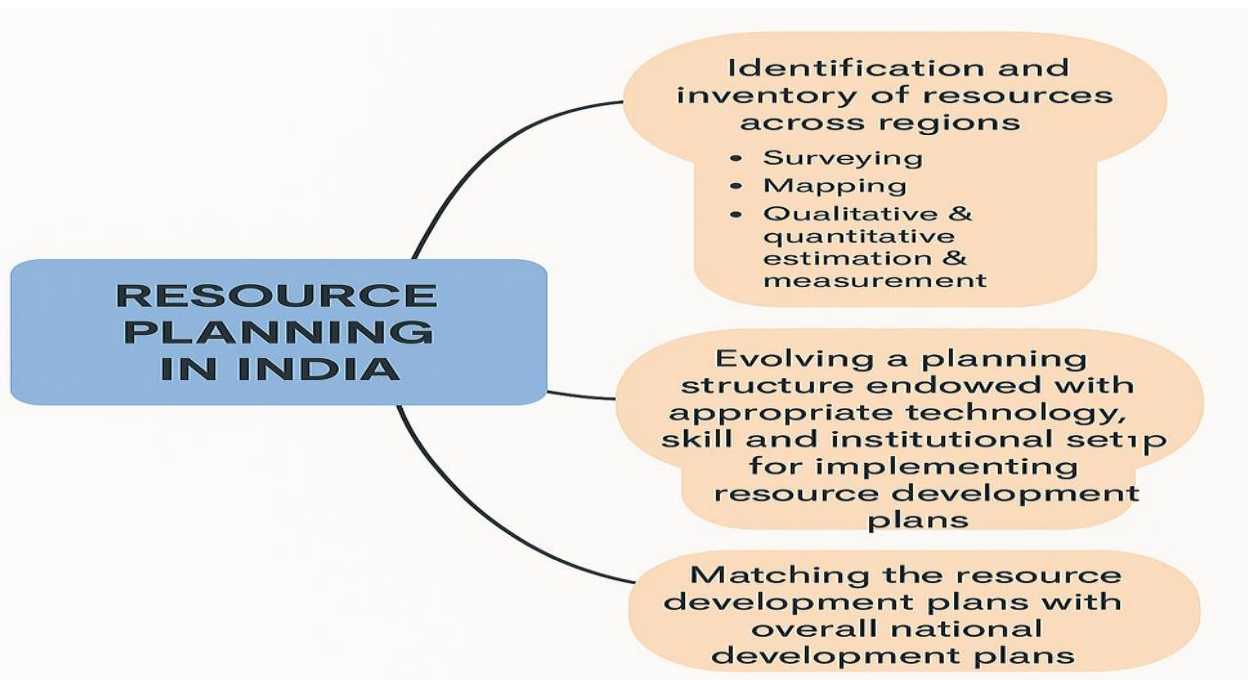 RESOURCE
PLANNING
IN INDIA
Identification and
inventory of resources
across regions
• Surveying
• Mapping
• Qualitative &
quantitative
estimation &
measurement
Evolving a planning
structure endowed with
appropriate technology,
skill and institutional set1p
for implementing
resource development
plans
Matching the resource
development plans with
overall national
development plans